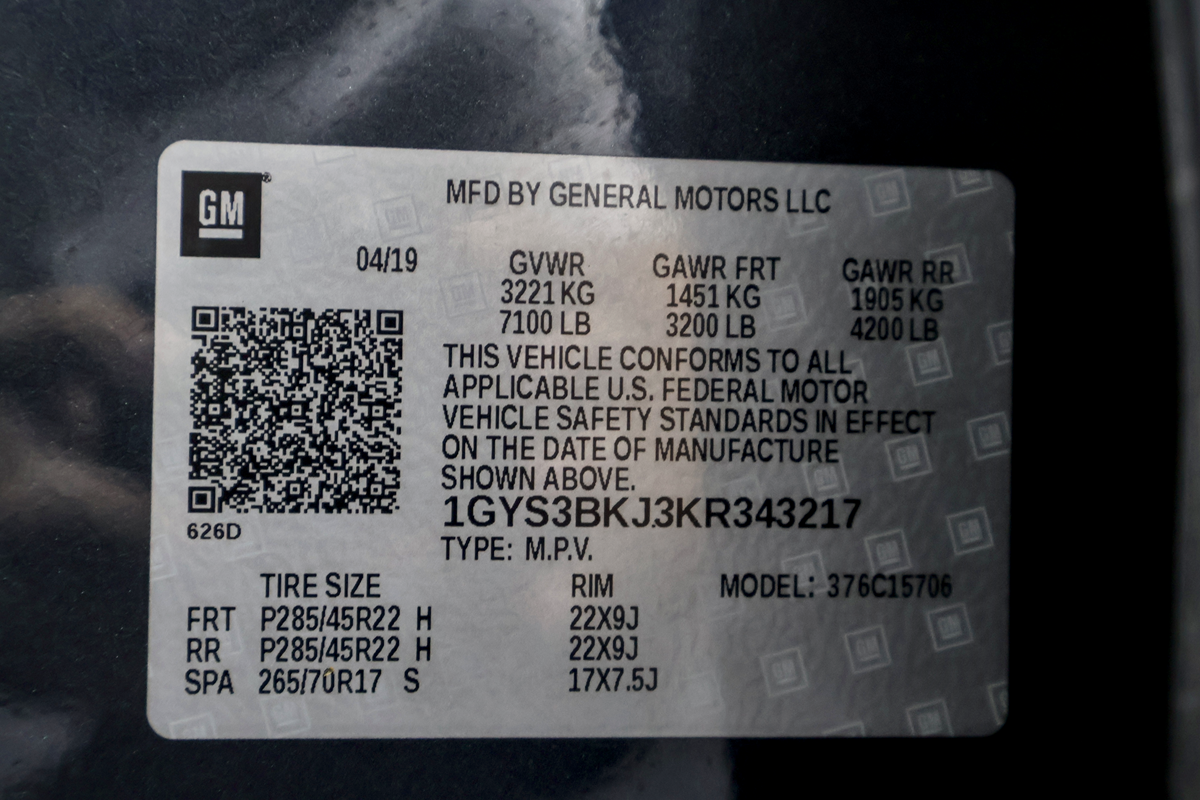 GM
MFD BY GENERAL MOTORS LLC
04/19 GVWR GAWR FRT GAWR RR
3221 KG 1451 KG 1905 KG
7100 LB 3200 LB 4200 LB
THIS VEHICLE CONFORMS TO ALL
APPLICABLE U.S. FEDERAL MOTOR
VEHICLE SAFETY STANDARDS IN EFFECT
ON THE DATE OF MANUFACTURE
SHOWN ABOVE.
1GYS3BKJ3KR343217
626D
TYPE: M.P.V.
TIRE SIZE RIM MODEL: 376C15706
FRT P285/45R22 H 22X9J
RR P285/45R22 H 22X9J
SPA 265/70R17 S 17X7.5J